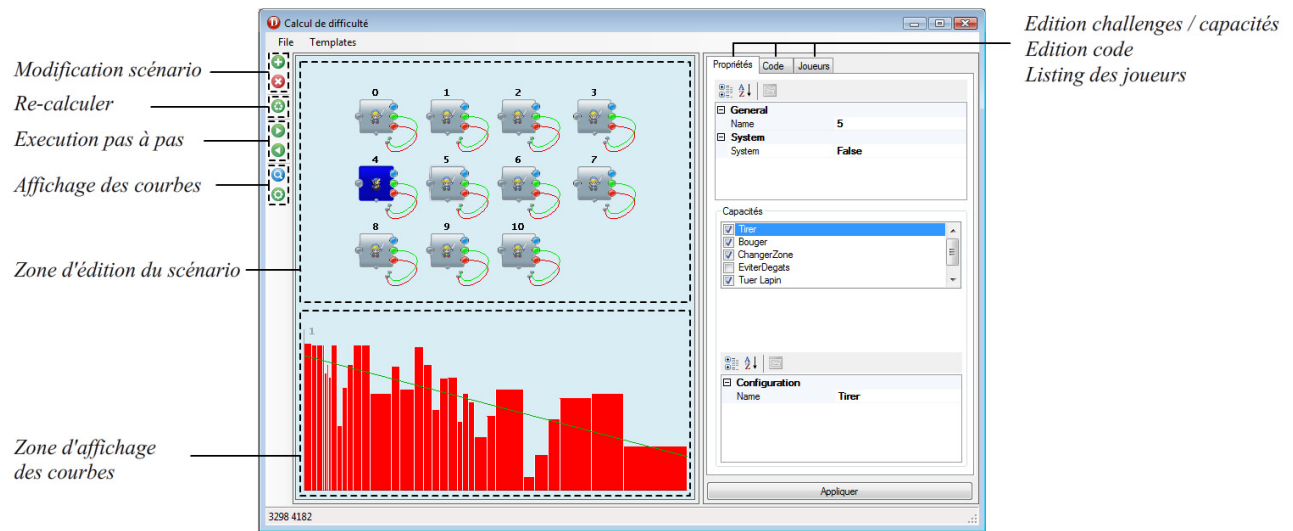 Modification scénario
Re-calculer
Execution pas à pas
Affichage des courbes
Zone d'édition du scénario
Zone d'affichage
des courbes
Calcul de difficulté
File Templates
0 1 2 3
4 5 6 7
8 9 10
1
3298 4182
Propriétés Code Joueurs
General
Name 5
System
System False
Capacités
Tirer
Bouger
ChangerZone
EviterDegats
Tuer Lapin
Configuration
Name Tirer
Appliquer
Edition challenges / capacités
Edition code
Listing des joueurs